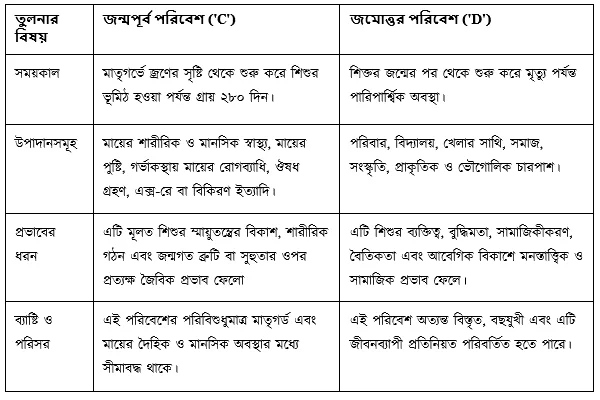 তুলনার বিষয় জন্মপূর্ব পরিবেশ ('C') জমোত্তর পরিবেশ ('D')
সময়কাল
মাতৃগর্ভে ভ্রূণের সৃষ্টি থেকে শুরু করে শিশুর
ভূমিষ্ঠ হওয়া পর্যন্ত প্রায় ২৮০ দিন।
শিক্তর জন্মের পর থেকে শুরু করে মৃত্যু পর্যন্ত
পারিপার্শ্বিক অবস্থা।
উপাদানসমূহ
মায়ের শারীরিক ও মানসিক স্বাস্থ্য, মায়ের
পুষ্টি, গর্ভাকস্থায় মায়ের রোগব্যাধি, ঔষধ
গ্রহণ, এক্স-রে বা বিকিরণ ইত্যাদি।
পরিবার, বিদ্যালয়, খেলার সাথি, সমাজ,
সংস্কৃতি, প্রাকৃতিক ও ভৌগোলিক চারপাশ।
প্রভাবের
ধরন
এটি মূলত শিশুর ম্মায়ুতন্ত্রের বিকাশ, শারীরিক
গঠন এবং জন্মগত ত্রুটি বা সুহুতার ওপর
প্রত্যক্ষ জৈবিক প্রভাব ফেলো
এটি শিশুর ব্যক্তিত্ব, বুদ্ধিমতা, সামাজিকীকরণ,
বৈতিকতা এবং আবেগিক বিকাশে মনস্তাত্ত্বিক ও
সামাজিক প্রভাব ফেলে।
ব্যাষ্টি ও
পরিসর
এই পরিবেশের পরিবিশুধুমাত্র মাতৃগর্ড এবং
মায়ের দৈহিক ও মানসিক অবস্থার মধ্যে
সীমাবদ্ধ থাকে।
এই পরিবেশ অত্যন্ত বিস্তৃত, বহুযুখী এবং এটি
জীবনব্যাপী প্রতিনিয়ত পরিবর্তিত হতে পারে।